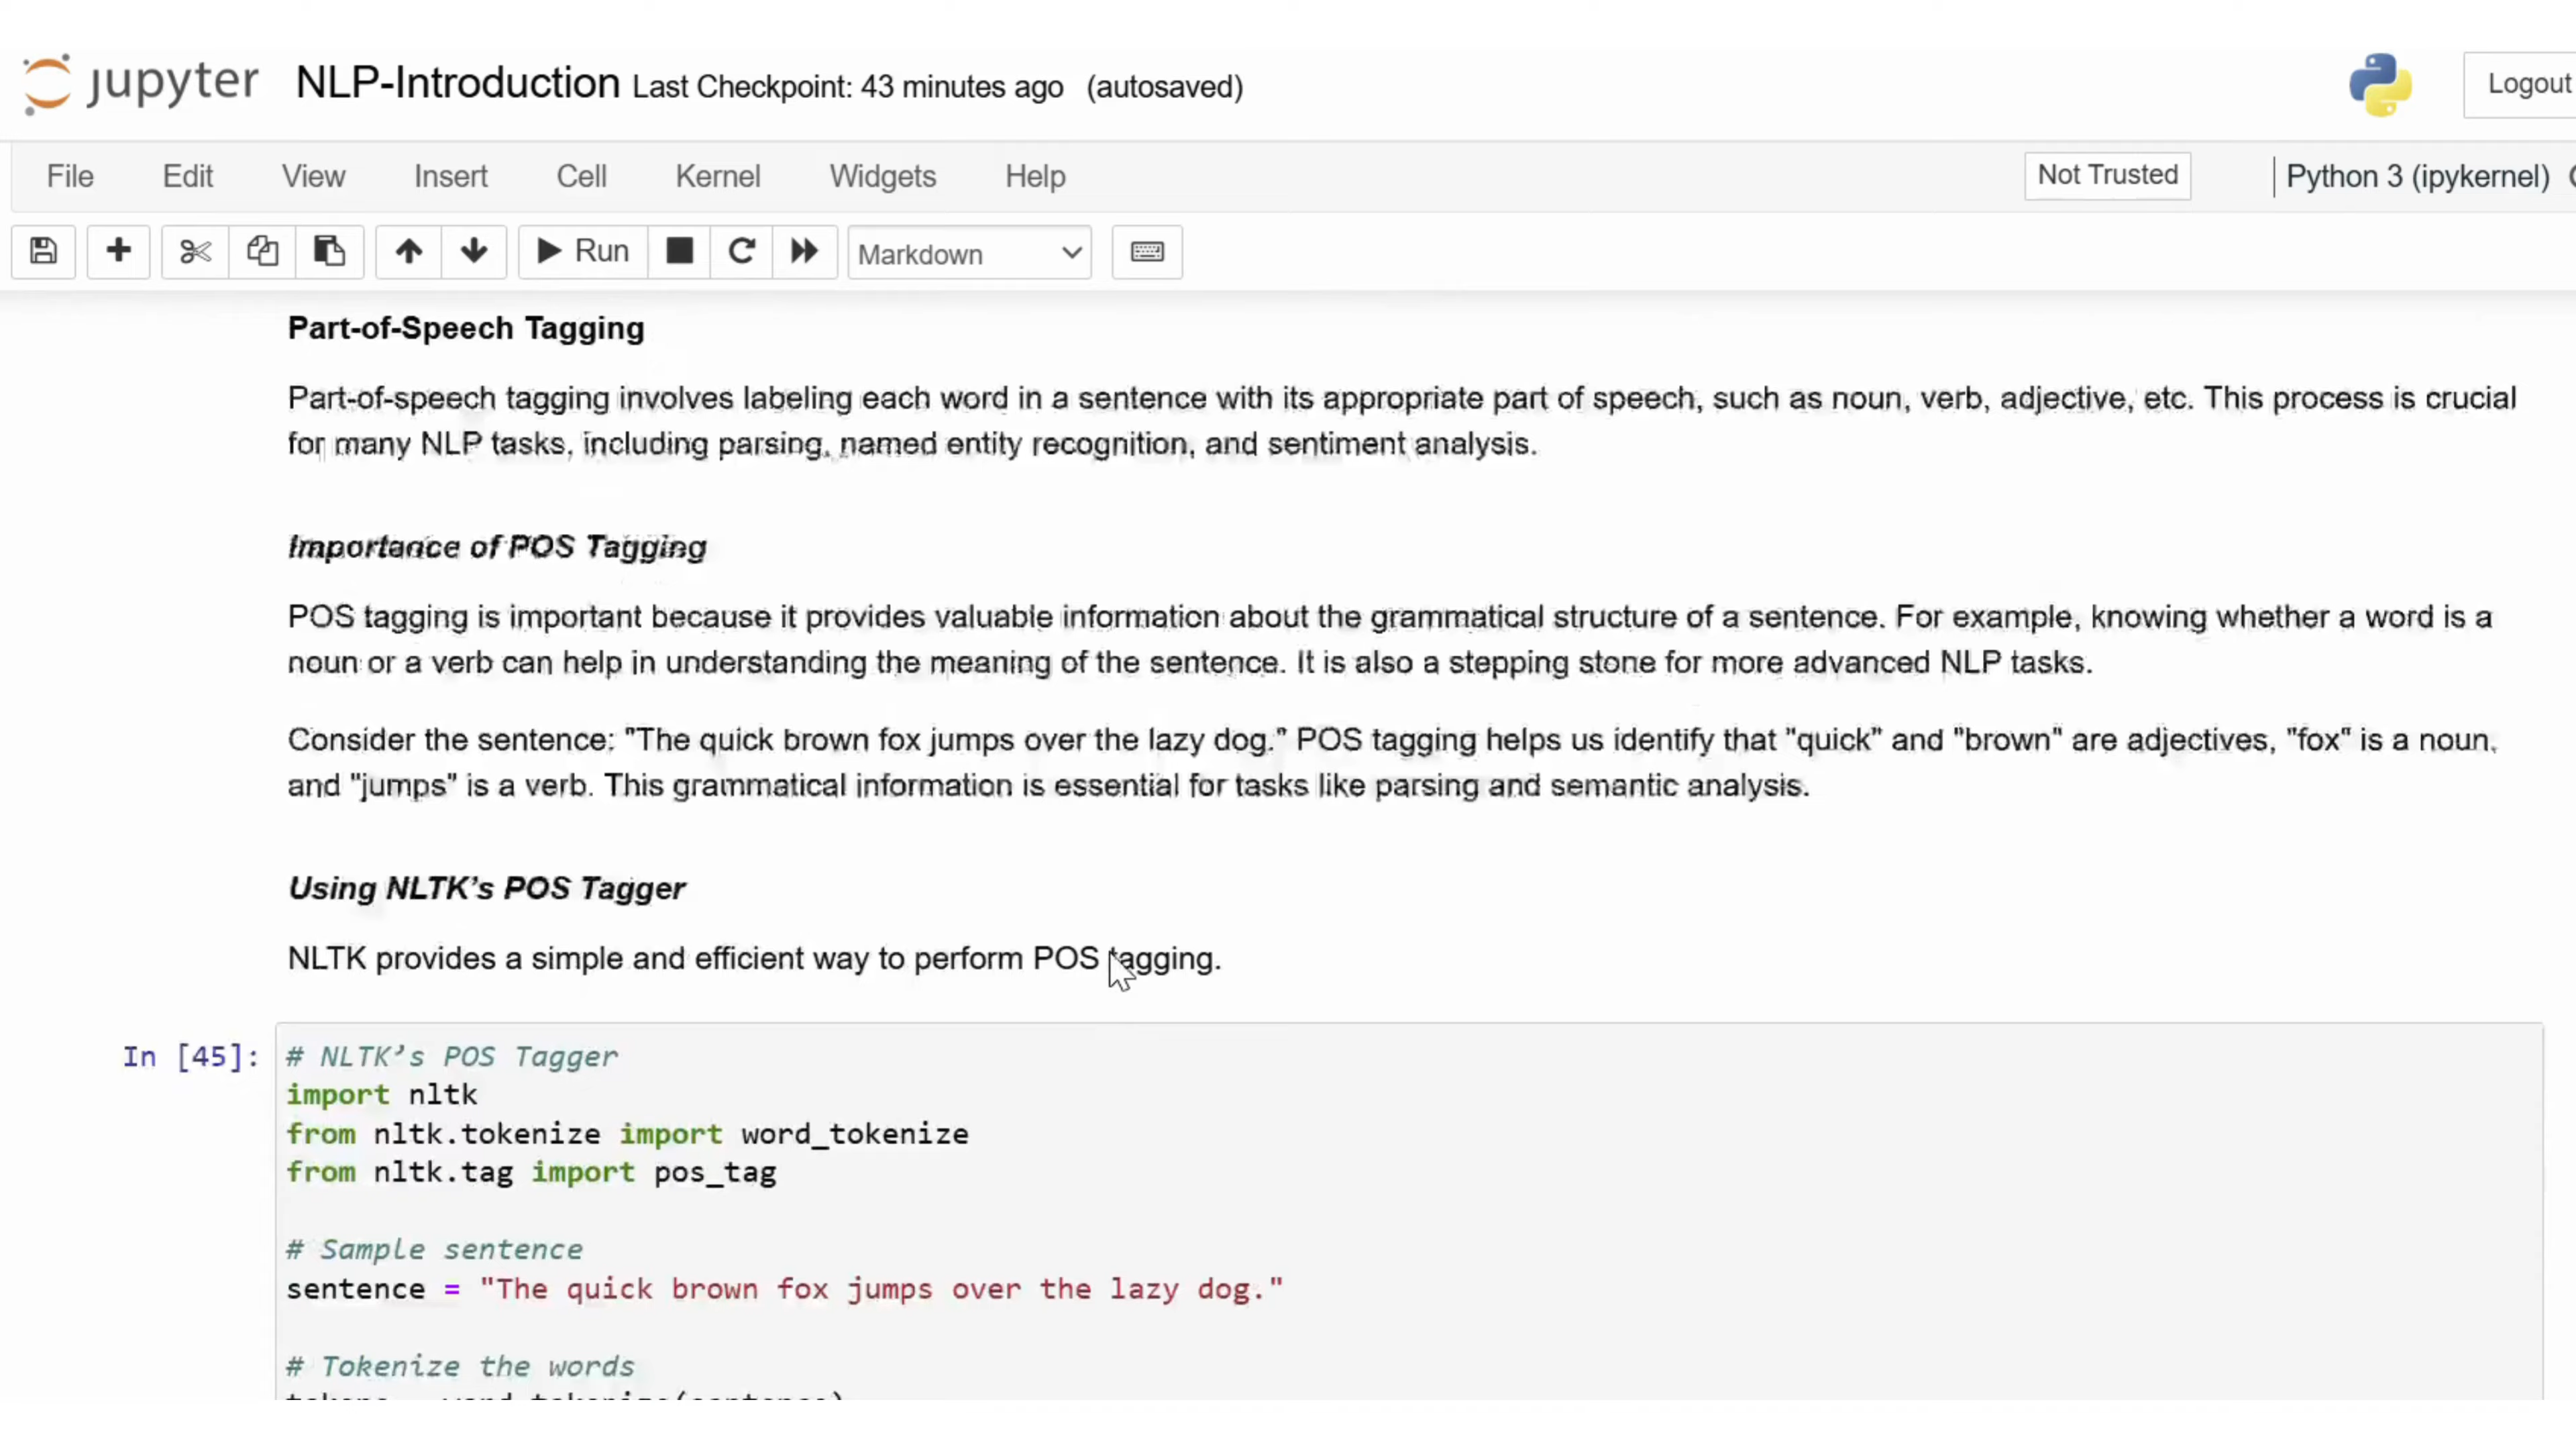 jupyter NLP-Introduction Last Checkpoint: 43 minutes ago (autosaved) Logout
File Edit View Insert Cell Kernel Widgets Help Not Trusted Python 3 (ipykernel)
Run Markdown
Part-of-Speech Tagging
Part-of-speech tagging involves labeling each word in a sentence with its appropriate part of speech, such as noun, verb, adjective, etc. This process is crucial
for many NLP tasks, including parsing, named entity recognition, and sentiment analysis.
Importance of POS Tagging
POS tagging is important because it provides valuable information about the grammatical structure of a sentence. For example, knowing whether a word is a
noun or a verb can help in understanding the meaning of the sentence. It is also a stepping stone for more advanced NLP tasks.
Consider the sentence: "The quick brown fox jumps over the lazy dog." POS tagging helps us identify that "quick" and "brown" are adjectives, "fox" is a noun,
and "jumps" is a verb. This grammatical information is essential for tasks like parsing and semantic analysis.
Using NLTK’s POS Tagger
NLTK provides a simple and efficient way to perform POS tagging.
In [45]: # NLTK’s POS Tagger
import nltk
from nltk.tokenize import word_tokenize
from nltk.tag import pos_tag
# Sample sentence
sentence = "The quick brown fox jumps over the lazy dog."
# Tokenize the words